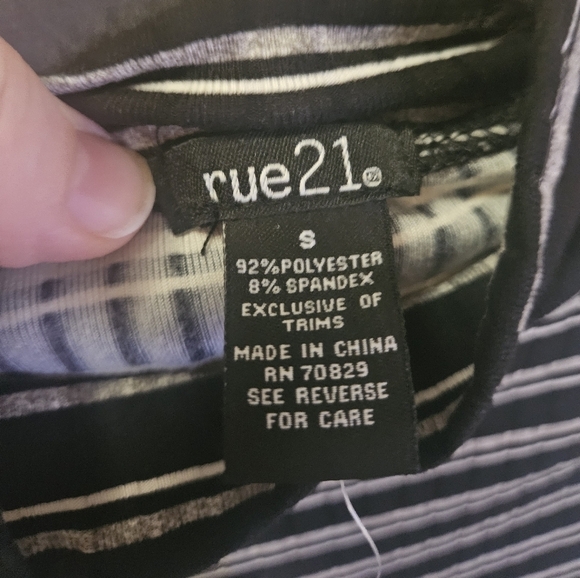 rue21®
S
92%POLYESTER
8% SPANDEX
EXCLUSIVE OF
TRIMS
MADE IN CHINA
RN 70829
SEE REVERSE
FOR CARE